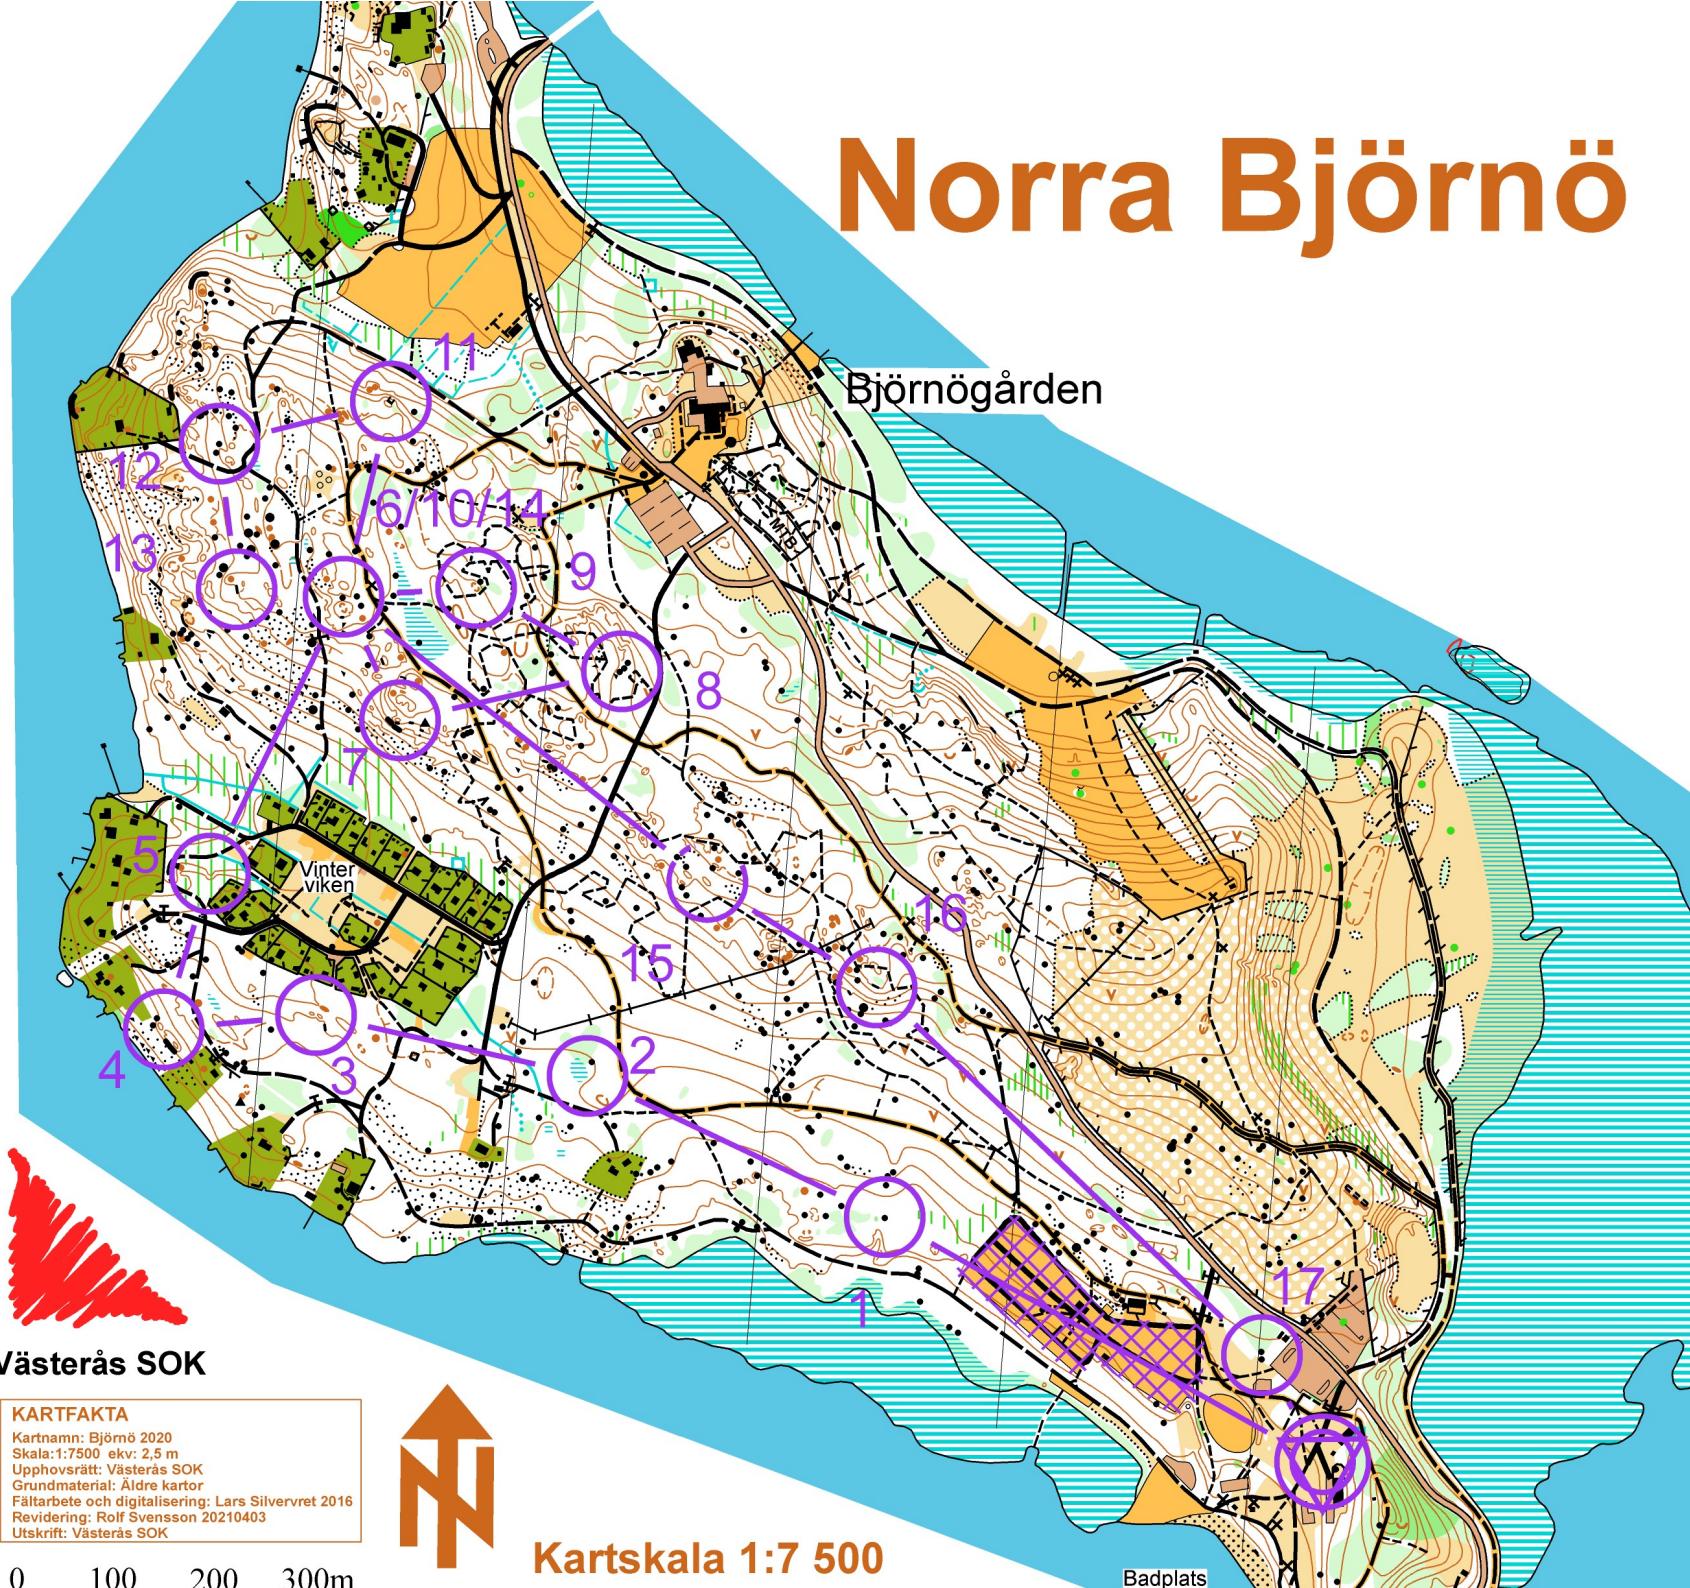 Norra Björnö
Björnögården
11
12
6/10/14
13
9
MTB
8
7
5
Vinter
viken
16
15
2
4
3
17
1
Västerås SOK
KARTFAKTA
Kartnamn: Björnö 2020
Skala:1:7500 ekv: 2,5 m
Upphovsrätt: Västerås SOK
Grundmaterial: Äldre kartor
Fältarbete och digitalisering: Lars Silvervret 2016
Revidering: Rolf Svensson 20210403
Utskrift: Västerås SOK
0 100 200 300m
N
Kartskala 1:7 500
Badplats